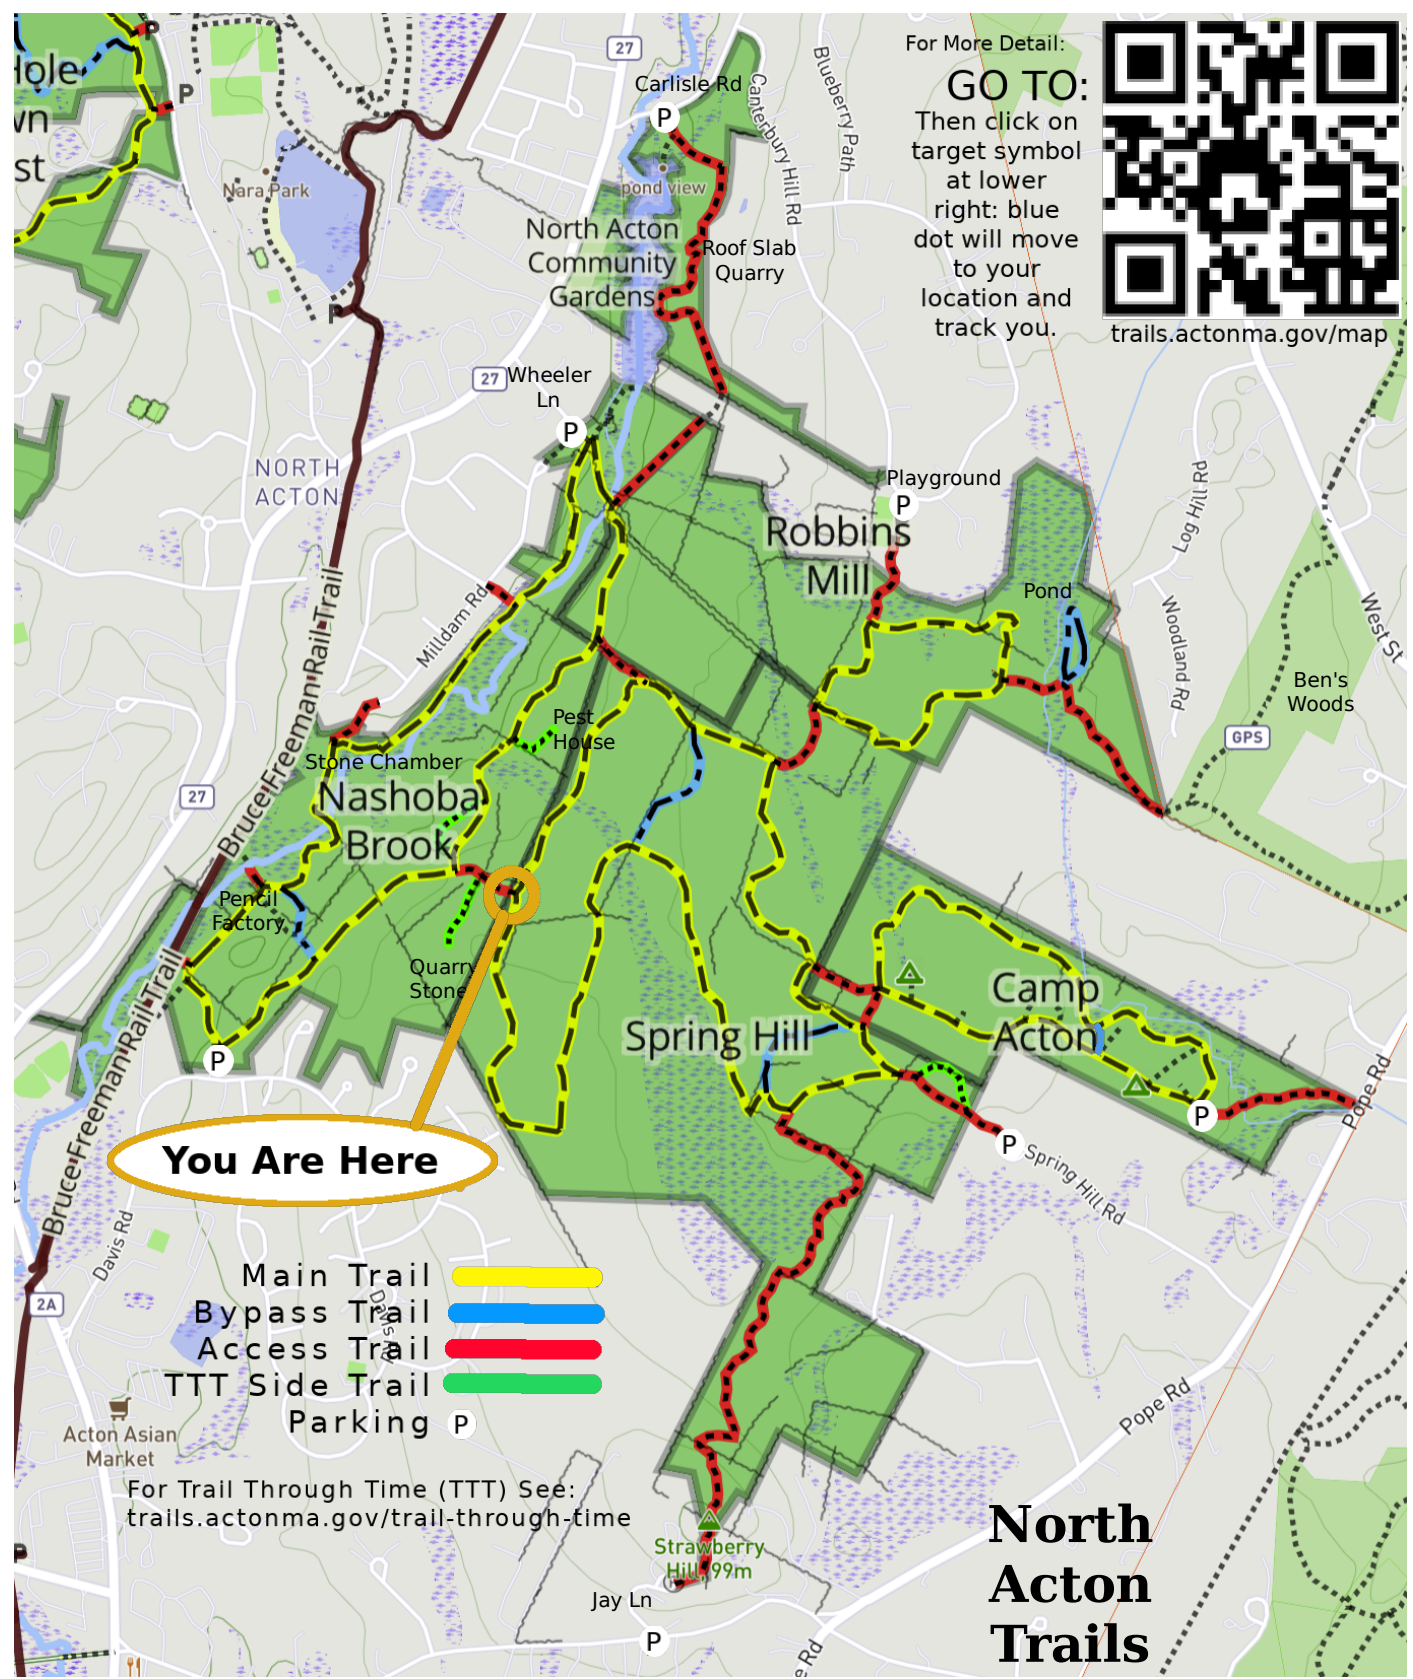 P
P
Hole
wn
st
27
Carlisle Rd
P
Canterbury Hill Rd
Blueberry Path
For More Detail:
GO TO:
Then click on
target symbol
at lower
right: blue
dot will move
to your
location and
track you.
trails.actonma.gov/map
Nara Park
pond view
North Acton
Community
Gardens
Roof Slab
Quarry
P
27
Wheeler
Ln
P
NORTH
ACTON
Playground
P
Robbins
Mill
Log Hill Rd
Pond
Woodland Rd
West St
Ben's
Woods
GPS
Milldam Rd
Bruce Freeman Rail Trail
Pest
House
Stone Chamber
27
Nashoba
Brook
Pencil
Factory
Quarry
Stone
Bruce Freeman Rail Trail
Camp
Acton
Spring Hill
P
P
P
Spring Hill Rd
Pope Rd
You Are Here
Davis Rd
2A
Davis Rd
Main Trail
Bypass Trail
Access Trail
TTT Side Trail
Parking P
Acton Asian
Market
For Trail Through Time (TTT) See:
trails.actonma.gov/trail-through-time
Pope Rd
P
Strawberry
Hill, 99m
Jay Ln
P
e Rd
North
Acton
Trails